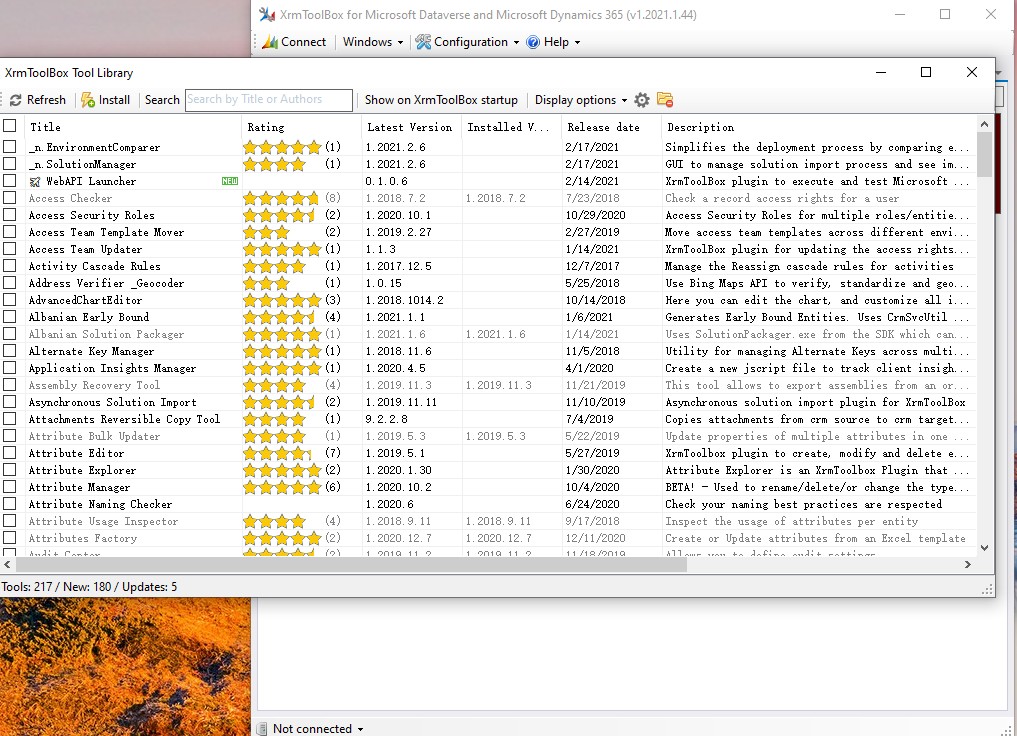 XrmToolBox for Microsoft Dataverse and Microsoft Dynamics 365 (v1.2021.1.44)
Connect Windows Configuration Help
XrmToolBox Tool Library
Refresh Install Search Search by Title or Authors Show on XrmToolBox startup Display options
Title Rating Latest Version Installed V... Release date Description
_n.EnvironmentComparer (1) 1.2021.2.6 2/17/2021 Simplifies the deployment process by comparing e...
_n.SolutionManager (1) 1.2021.2.6 2/17/2021 GUI to manage solution import process and see im...
WebAPI Launcher NEW 0.1.0.6 2/14/2021 XrmToolBox plugin to execute and test Microsoft ...
Access Checker (8) 1.2018.7.2 1.2018.7.2 7/23/2018 Check a record access rights for a user
Access Security Roles (2) 1.2020.10.1 10/29/2020 Access Security Roles for multiple roles/entitie...
Access Team Template Mover (2) 1.2019.2.27 2/27/2019 Move access team templates across different envi...
Access Team Updater (1) 1.1.3 1/14/2021 XrmToolBox plugin for updating the access rights...
Activity Cascade Rules (1) 1.2017.12.5 12/7/2017 Manage the Reassign cascade rules for activities
Address Verifier _Geocoder (1) 1.0.15 5/25/2018 Use Bing Maps API to verify, standardize and geo...
AdvancedChartEditor (3) 1.2018.1014.2 10/14/2018 Here you can edit the chart, and customize all i...
Albanian Early Bound (4) 1.2021.1.1 1/6/2021 Generates Early Bound Entities. Uses CrmSvcUtil ...
Albanian Solution Packager (1) 1.2021.1.6 1.2021.1.6 1/14/2021 Uses SolutionPackager.exe from the SDK which can...
Alternate Key Manager (1) 1.2018.11.6 11/5/2018 Utility for managing Alternate Keys across multi...
Application Insights Manager (1) 1.2020.4.5 4/1/2020 Create a new jscript file to track client insigh...
Assembly Recovery Tool (4) 1.2019.11.3 1.2019.11.3 11/21/2019 This tool allows to export assemblies from an or...
Asynchronous Solution Import (2) 1.2019.11.11 11/10/2019 Asynchronous solution import plugin for XrmToolBox
Attachments Reversible Copy Tool (1) 9.2.2.8 7/4/2019 Copies attachments from crm source to crm target...
Attribute Bulk Updater (1) 1.2019.5.3 1.2019.5.3 5/22/2019 Update properties of multiple attributes in one ...
Attribute Editor (7) 1.2019.5.1 5/27/2019 XrmToolbox plugin to create, modify and delete e...
Attribute Explorer (2) 1.2020.1.30 1/30/2020 Attribute Explorer is an XrmToolbox Plugin that ...
Attribute Manager (6) 1.2020.10.2 10/4/2020 BETA! - Used to rename/delete/or change the type...
Attribute Naming Checker 1.2020.6 6/24/2020 Check your naming best practices are respected
Attribute Usage Inspector (4) 1.2018.9.11 1.2018.9.11 9/17/2018 Inspect the usage of attributes per entity
Attributes Factory (2) 1.2020.12.7 1.2020.12.7 12/11/2020 Create or Update attributes from an Excel template
Audit Center (2) 1.2019.11.2 1.2019.11.2 11/18/2019 Allows you to define audit settings
Tools: 217 / New: 180 / Updates: 5
Not connected